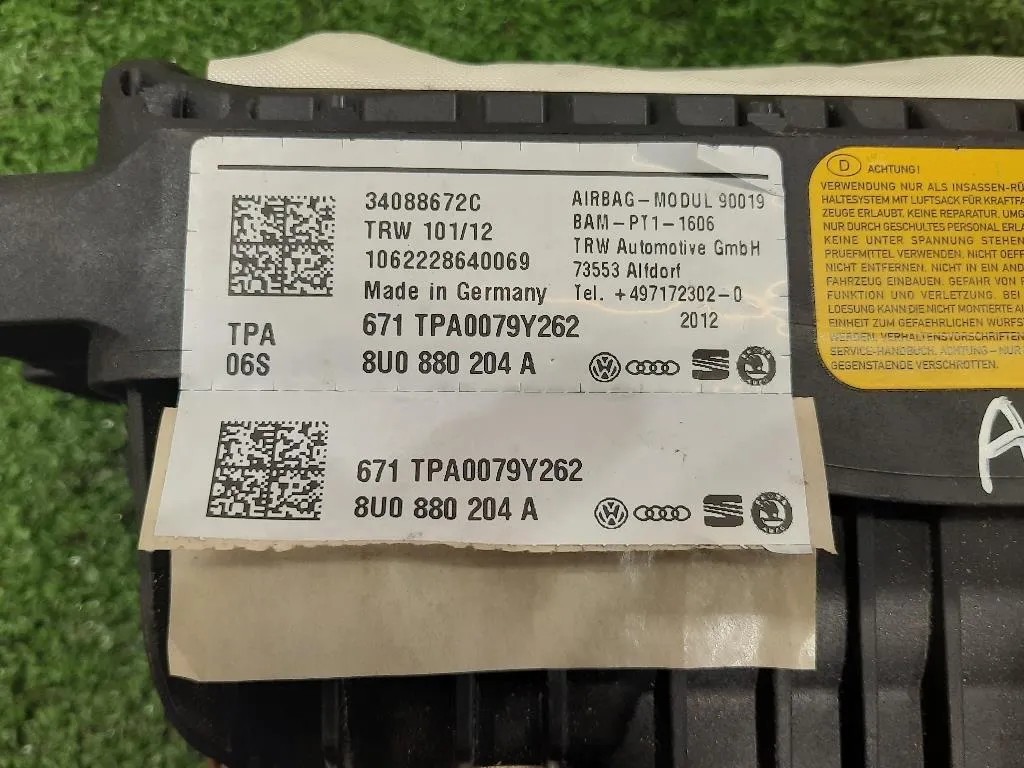 34088672C
TRW 101/12
1062228640069
Made in Germany
AIRBAG-MODUL 90019
BAM-PT1-1606
TRW Automotive GmbH
73553 Alfdorf
Tel. +497172302-0
2012
TPA
06S
671 TPA0079Y262
8U0 880 204 A
671 TPA0079Y262
8U0 880 204 A
D ACHTUNG!
VERWENDUNG NUR ALS INSASSEN-RÜ
HALTESYSTEM MIT LUFTSACK FÜR KRAFTFA
ZEUGE ERLAUBT. KEINE REPARATUR, UMG
NUR DURCH GESCHULTES PERSONAL ERLA
KEINE UNTER SPANNUNG STEHEN
PRUEFMITTEL VERWENDEN. NICHT OEFF
NICHT ENTFERNEN. NICHT IN EIN AND
FAHRZEUG EINBAUEN. GEFAHR VON F
FUNKTION UND VERLETZUNG. BEI
LOESUNG KANN DIE NICHT MONTIERTE A
EINHEIT ZUM GEFAEHRLICHEN WURFS
WERDEN. VERHALTENSVORSCHRIFTEN
SERVICE-HANDBUCH. ACHTUNG - NUR
GEGENSTAENDE VERSCHROTTEN.
A